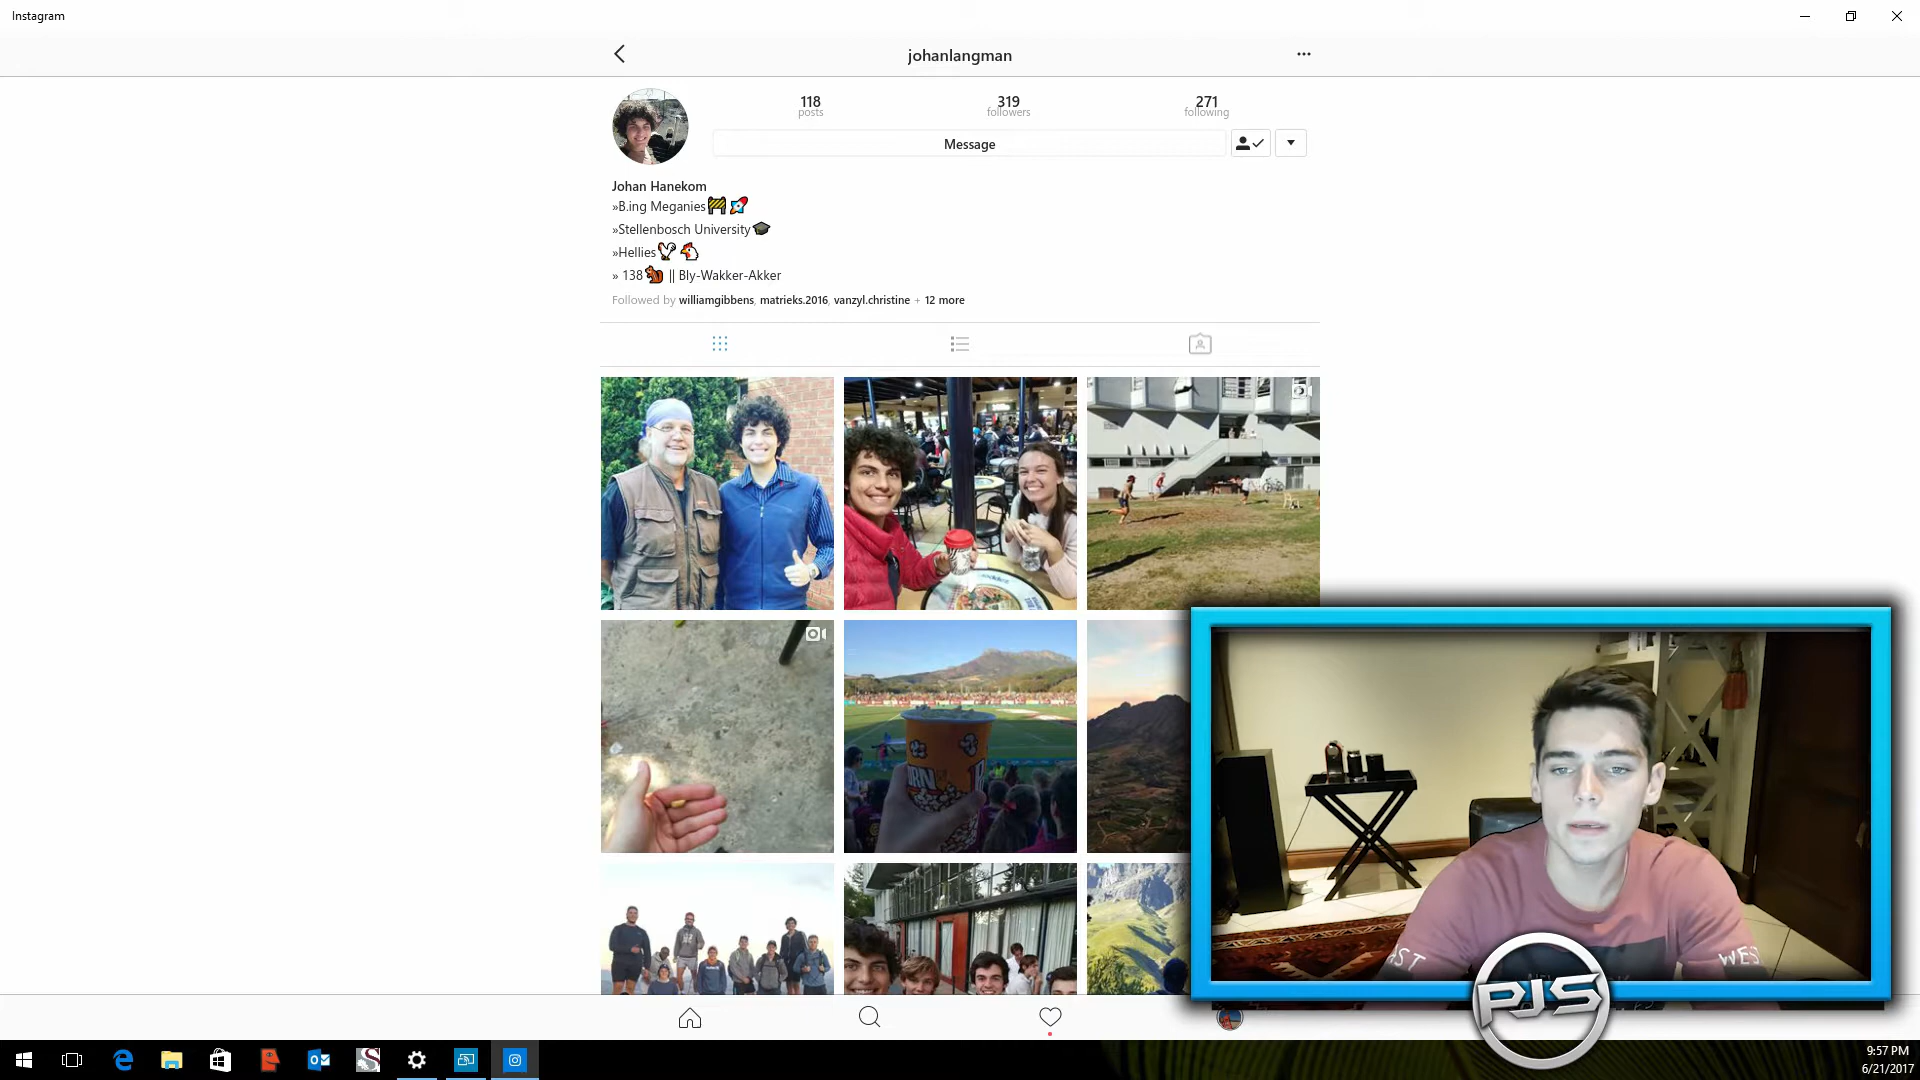 Instagram
johanlangman
118
posts
319
followers
271
following
Message
Johan Hanekom
»B.ing Meganies🚧🚀
»Stellenbosch University🎓
»Hellies🦃🐔
» 138🐿 || Bly-Wakker-Akker
Followed by williamgibbens, matrieks.2016, vanzyl.christine + 12 more
PJS
9:57 PM
6/21/2017